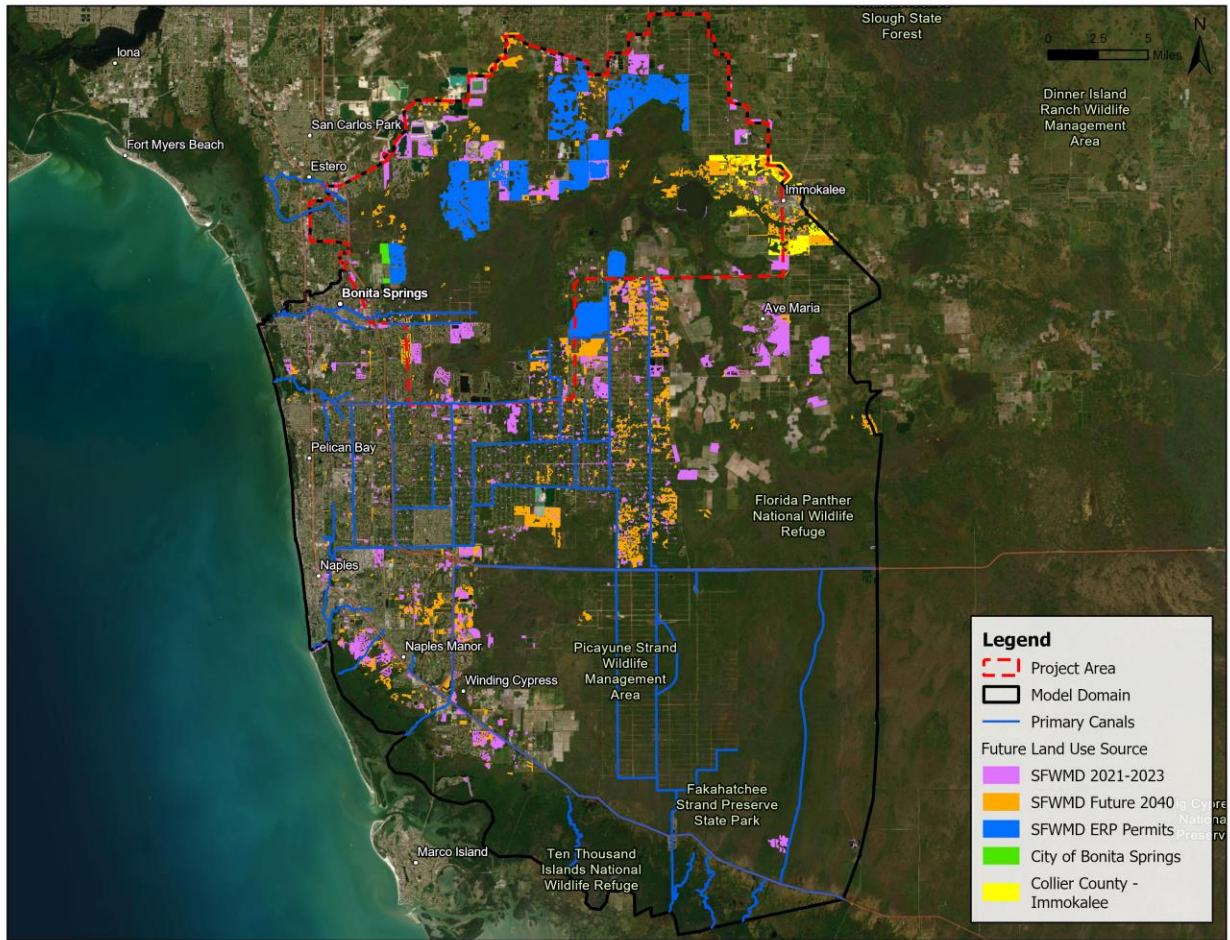 Slough State
Forest
N
0
2.5
5
Miles
Iona
Dinner Island
Ranch Wildlife
Management
Area
San Carlos Park
Fort Myers Beach
Estero
Immokalee
Bonita Springs
Ave Maria
Pelican Bay
Florida Panther
National Wildlife
Refuge
Naples
Naples Manor
Picayune Strand
Wildlife
Management
Area
Winding Cypress
Fakahatchee
Strand Preserve
State Park
Marco Island
Ten Thousand
Islands National
Wildlife Refuge
Legend
Project Area
Model Domain
Primary Canals
Future Land Use Source
SFWMD 2021-2023
SFWMD Future 2040
SFWMD ERP Permits
City of Bonita Springs
Collier County -
Immokalee